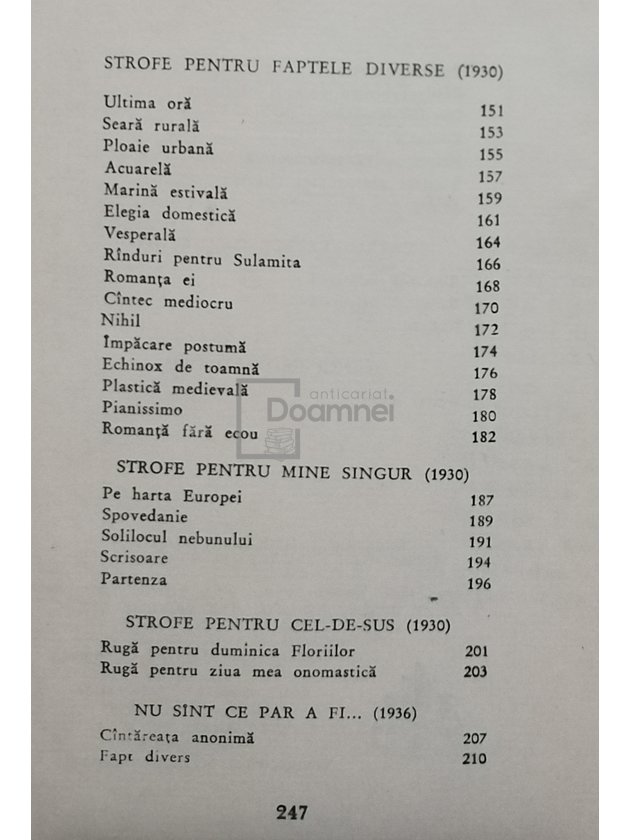 STROFE PENTRU FAPTELE DIVERSE (1930)
Ultima oră 151
Seară rurală 153
Ploaie urbană 155
Acuarelă 157
Marină estivală 159
Elegia domestică 161
Vesperală 164
Rînduri pentru Sulamita 166
Romanța ei 168
Cîntec mediocru 170
Nihil 172
Împăcare postumă 174
Echinox de toamnă 176
Plastică medievală 178
Pianissimo 180
Romanță fără ecou 182
anticariat
Doamnei
STROFE PENTRU MINE SINGUR (1930)
Pe harta Europei 187
Spovedanie 189
Solilocul nebunului 191
Scrisoare 194
Partenza 196
STROFE PENTRU CEL-DE-SUS (1930)
Rugă pentru duminica Floriilor 201
Rugă pentru ziua mea onomastică 203
NU SÎNT CE PAR A FI... (1936)
Cîntăreața anonimă 207
Fapt divers 210
247